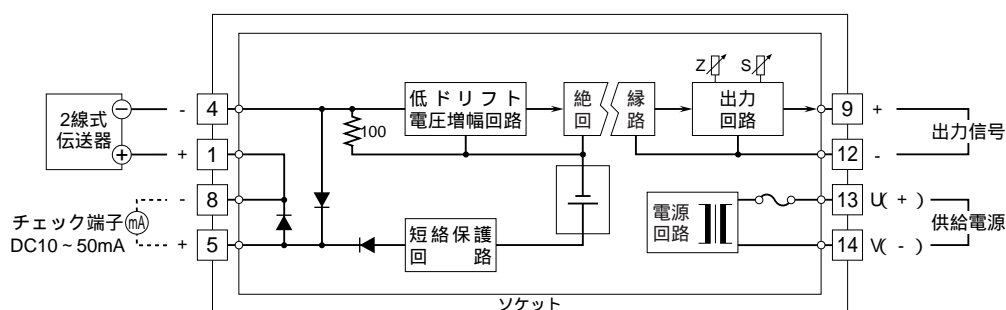 2線式
伝送器
−
+
-
+
4
1
8
5
チェック端子
mA
DC10 ~ 50mA
-
+
100
低ドリフト
電圧増幅回路
絶
回
縁
路
Z
S
出力
回路
短絡保護
回 路
電源
回路
9
12
13
14
+
-
出力信号
U( + )
V( - )
供給電源
ソケット